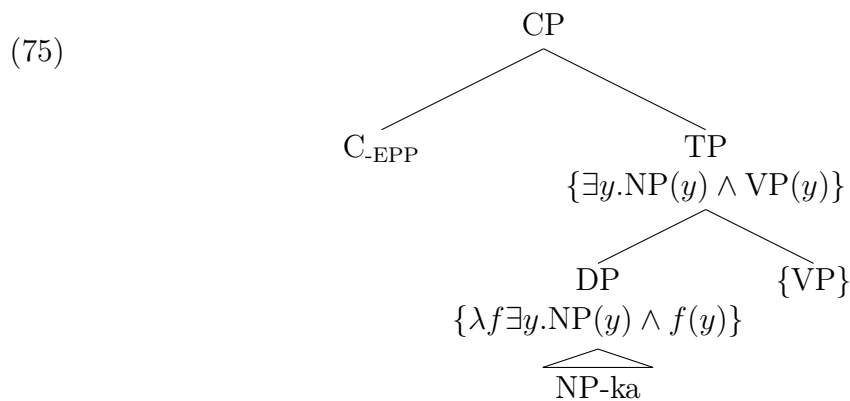 (75)
CP
C-EPP TP
{∃y.NP(y) ∧ VP(y)}
DP {VP}
{λf∃y.NP(y) ∧ f(y)}
NP-ka